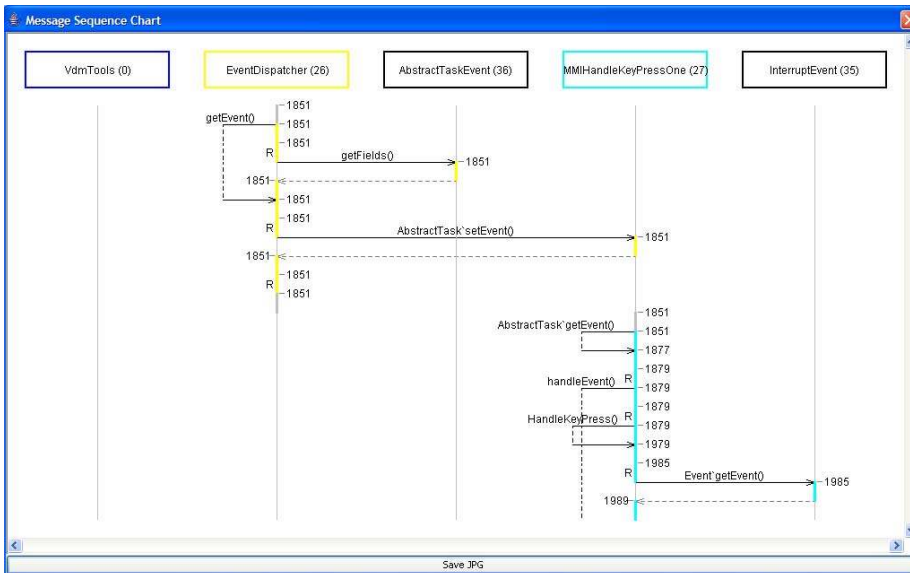 Message Sequence Chart
VdmTools (0)
EventDispatcher (26)
AbstractTaskEvent (36)
MMIHandleKeyPressOne (27)
InterruptEvent (35)
1851
getEvent()
1851
1851
R
getFields()
1851
1851
1851
1851
R
AbstractTask`setEvent()
1851
1851
1851
R
1851
1851
AbstractTask`getEvent()
1851
1877
1879
R
handleEvent()
1879
1879
R
HandleKeyPress()
1879
1979
1985
R
Event`getEvent()
1985
1989
Save JPG